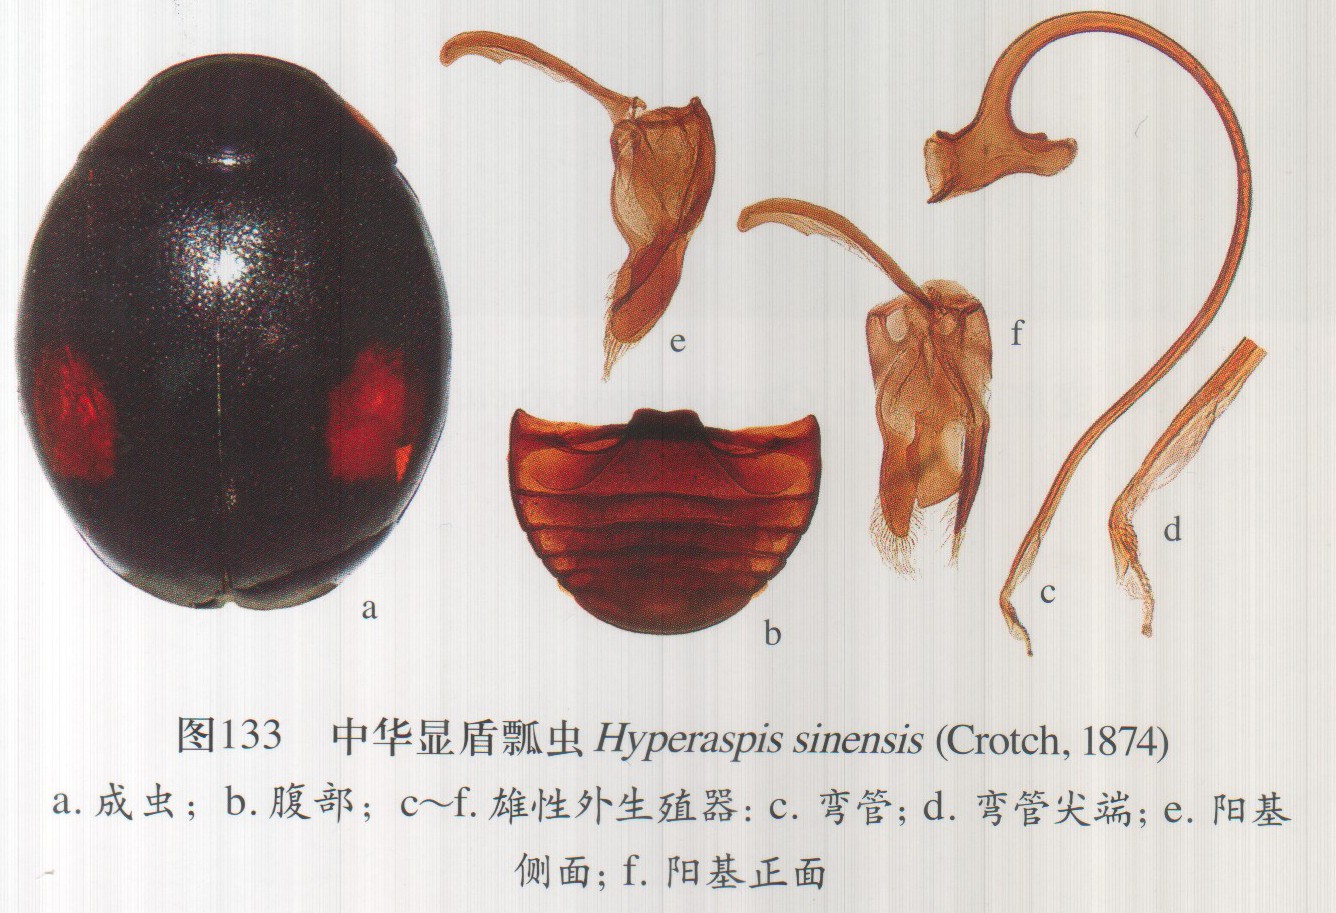 e
f
d
c
a
b
图133 中华显盾瓢虫 Hyperaspis sinensis (Crotch, 1874)
a. 成虫; b. 腹部; c～f. 雄性外生殖器: c. 弯管; d. 弯管尖端; e. 阳基
侧面; f. 阳基正面